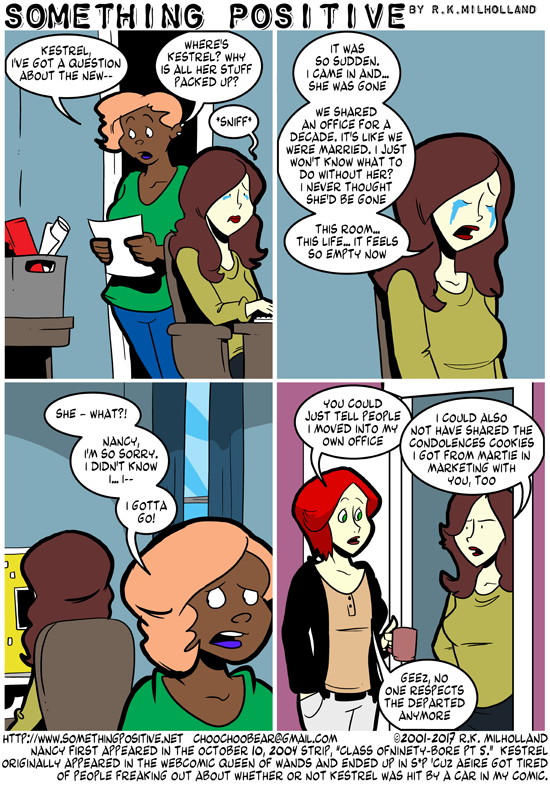 SOMETHING POSITIVE BY R.K.MILHOLLAND
KESTREL,
I'VE GOT A QUESTION
ABOUT THE NEW--
WHERE'S
KESTREL? WHY
IS ALL HER STUFF
PACKED UP?
*SNIFF*
IT WAS
SO SUDDEN.
I CAME IN AND...
SHE WAS GONE
WE SHARED
AN OFFICE FOR A
DECADE. IT'S LIKE WE
WERE MARRIED. I JUST
WON'T KNOW WHAT TO
DO WITHOUT HER?
I NEVER THOUGHT
SHE'D BE GONE
THIS ROOM...
THIS LIFE... IT FEELS
SO EMPTY NOW
SHE - WHAT?!
NANCY,
I'M SO SORRY.
I DIDN'T KNOW
I... I--
I GOTTA
GO!
YOU COULD
JUST TELL PEOPLE
I MOVED INTO MY
OWN OFFICE
I COULD ALSO
NOT HAVE SHARED THE
CONDOLENCES COOKIES
I GOT FROM MARTIE IN
MARKETING WITH
YOU, TOO
GEEZ, NO
ONE RESPECTS
THE DEPARTED
ANYMORE
HTTP://WWW.SOMETHINGPOSITIVE.NET CHOOCHOOBEAR@GMAIL.COM ©2001-2017 R.K. MILHOLLAND
NANCY FIRST APPEARED IN THE OCTOBER 10, 2004 STRIP, "CLASS OFNINETY-BORE PT 5." KESTREL
ORIGINALLY APPEARED IN THE WEBCOMIC QUEEN OF WANDS AND ENDED UP IN S*P 'CUZ AEIRE GOT TIRED
OF PEOPLE FREAKING OUT ABOUT WHETHER OR NOT KESTREL WAS HIT BY A CAR IN MY COMIC.